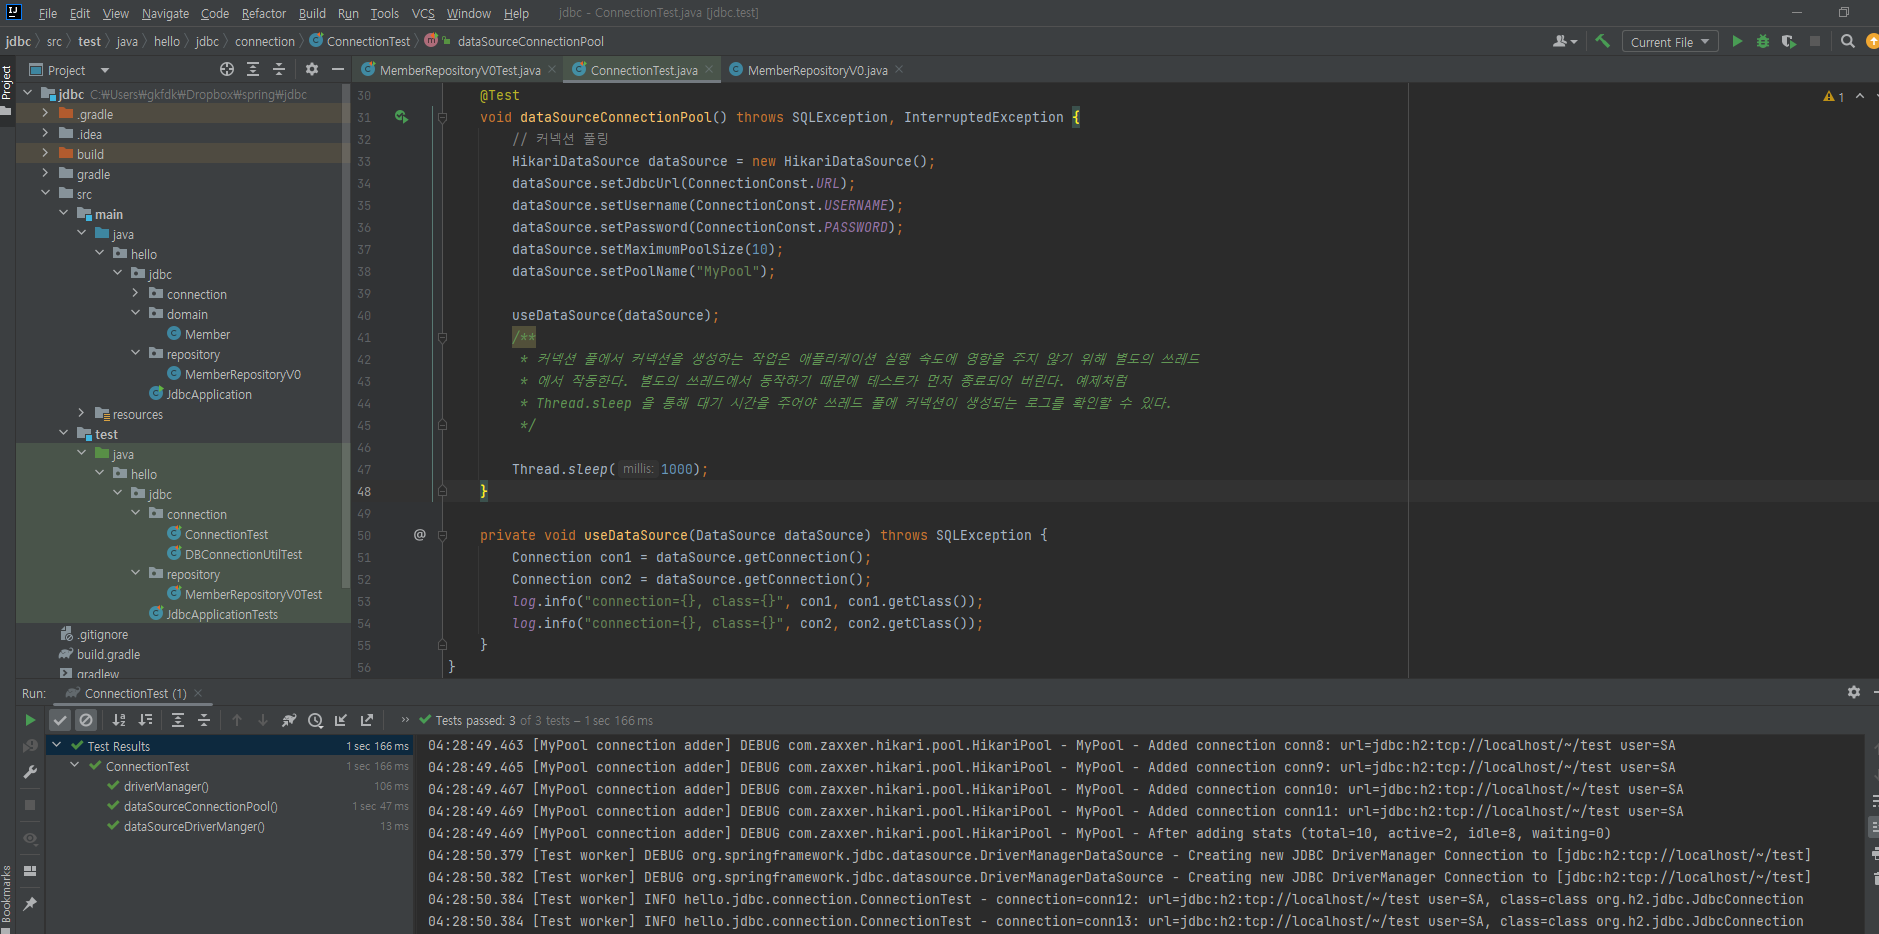 File Edit View Navigate Code Refactor Build Run Tools VCS Window Help jdbc - ConnectionTest.java [jdbc.test]
jdbc src test java hello jdbc connection ConnectionTest dataSourceConnectionPool Current File
Project
Project
MemberRepositoryV0Test.java ConnectionTest.java MemberRepositoryV0.java
jdbc C:₩Users₩gkfdk₩Dropbox₩spring₩jdbc
.gradle
.idea
build
gradle
src
main
java
hello
jdbc
connection
domain
Member
repository
MemberRepositoryV0
JdbcApplication
resources
test
java
hello
jdbc
connection
ConnectionTest
DBConnectionUtilTest
repository
MemberRepositoryV0Test
JdbcApplicationTests
.gitignore
build.gradle
gradlew
1
30 @Test
31 void dataSourceConnectionPool() throws SQLException, InterruptedException {
32 // 커넥션 풀링
33 HikariDataSource dataSource = new HikariDataSource();
34 dataSource.setJdbcUrl(ConnectionConst.URL);
35 dataSource.setUsername(ConnectionConst.USERNAME);
36 dataSource.setPassword(ConnectionConst.PASSWORD);
37 dataSource.setMaximumPoolSize(10);
38 dataSource.setPoolName("MyPool");
39
40 useDataSource(dataSource);
41 /**
42 * 커넥션 풀에서 커넥션을 생성하는 작업은 애플리케이션 실행 속도에 영향을 주지 않기 위해 별도의 쓰레드
43 * 에서 작동한다. 별도의 쓰레드에서 동작하기 때문에 테스트가 먼저 종료되어 버린다. 예제처럼
44 * Thread.sleep 을 통해 대기 시간을 주어야 쓰레드 풀에 커넥션이 생성되는 로그를 확인할 수 있다.
45 */
46
47 Thread.sleep( millis: 1000);
48 }
49
50 @ private void useDataSource(DataSource dataSource) throws SQLException {
51 Connection con1 = dataSource.getConnection();
52 Connection con2 = dataSource.getConnection();
53 log.info("connection={}, class={}", con1, con1.getClass());
54 log.info("connection={}, class={}", con2, con2.getClass());
55 }
56 }
Run: ConnectionTest (1)
Tests passed: 3 of 3 tests – 1 sec 166 ms
Test Results 1 sec 166 ms
ConnectionTest 1 sec 166 ms
driverManager() 106 ms
dataSourceConnectionPool() 1 sec 47 ms
dataSourceDriverManger() 13 ms
04:28:49.463 [MyPool connection adder] DEBUG com.zaxxer.hikari.pool.HikariPool - MyPool - Added connection conn8: url=jdbc:h2:tcp://localhost/~/test user=SA
04:28:49.465 [MyPool connection adder] DEBUG com.zaxxer.hikari.pool.HikariPool - MyPool - Added connection conn9: url=jdbc:h2:tcp://localhost/~/test user=SA
04:28:49.467 [MyPool connection adder] DEBUG com.zaxxer.hikari.pool.HikariPool - MyPool - Added connection conn10: url=jdbc:h2:tcp://localhost/~/test user=SA
04:28:49.469 [MyPool connection adder] DEBUG com.zaxxer.hikari.pool.HikariPool - MyPool - Added connection conn11: url=jdbc:h2:tcp://localhost/~/test user=SA
04:28:49.469 [MyPool connection adder] DEBUG com.zaxxer.hikari.pool.HikariPool - MyPool - After adding stats (total=10, active=2, idle=8, waiting=0)
04:28:50.379 [Test worker] DEBUG org.springframework.jdbc.datasource.DriverManagerDataSource - Creating new JDBC DriverManager Connection to [jdbc:h2:tcp://localhost/~/test]
04:28:50.382 [Test worker] DEBUG org.springframework.jdbc.datasource.DriverManagerDataSource - Creating new JDBC DriverManager Connection to [jdbc:h2:tcp://localhost/~/test]
04:28:50.384 [Test worker] INFO hello.jdbc.connection.ConnectionTest - connection=conn12: url=jdbc:h2:tcp://localhost/~/test user=SA, class=class org.h2.jdbc.JdbcConnection
04:28:50.384 [Test worker] INFO hello.jdbc.connection.ConnectionTest - connection=conn13: url=jdbc:h2:tcp://localhost/~/test user=SA, class=class org.h2.jdbc.JdbcConnection
Bookmarks